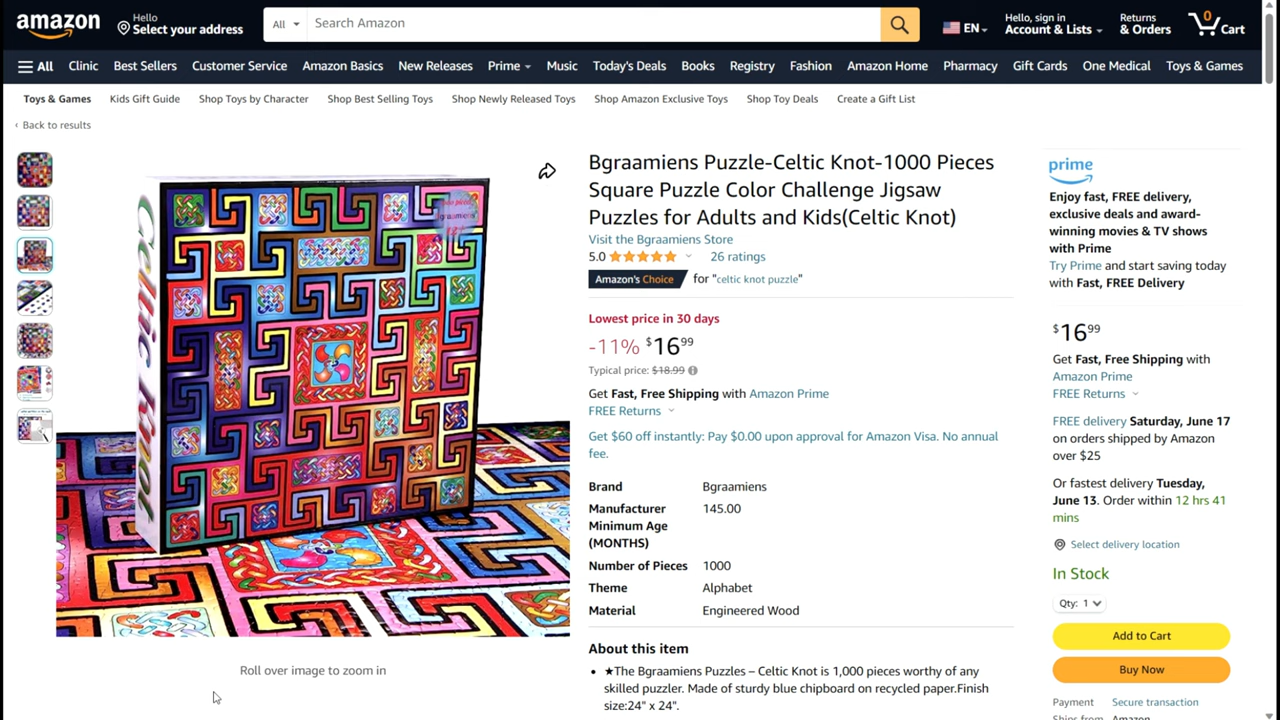 amazon
Hello
Select your address
All
Search Amazon
EN
Hello, sign in
Account & Lists
Returns
& Orders
0
Cart
All
Clinic
Best Sellers
Customer Service
Amazon Basics
New Releases
Prime
Music
Today's Deals
Books
Registry
Fashion
Amazon Home
Pharmacy
Gift Cards
One Medical
Toys & Games
Toys & Games
Kids Gift Guide
Shop Toys by Character
Shop Best Selling Toys
Shop Newly Released Toys
Shop Amazon Exclusive Toys
Shop Toy Deals
Create a Gift List
‹ Back to results
Celtic Knot
Bgraamiens
Roll over image to zoom in
Bgraamiens Puzzle-Celtic Knot-1000 Pieces
Square Puzzle Color Challenge Jigsaw
Puzzles for Adults and Kids(Celtic Knot)
Visit the Bgraamiens Store
5.0
26 ratings
Amazon's Choice
for "celtic knot puzzle"
Lowest price in 30 days
-11% $16 99
Typical price: $18.99
Get Fast, Free Shipping with Amazon Prime
FREE Returns
Get $60 off instantly: Pay $0.00 upon approval for Amazon Visa. No annual
fee.
Brand Bgraamiens
Manufacturer 145.00
Minimum Age
(MONTHS)
Number of Pieces 1000
Theme Alphabet
Material Engineered Wood
About this item
• ★The Bgraamiens Puzzles – Celtic Knot is 1,000 pieces worthy of any
skilled puzzler. Made of sturdy blue chipboard on recycled paper.Finish
size:24" x 24".
prime
Enjoy fast, FREE delivery,
exclusive deals and award-
winning movies & TV shows
with Prime
Try Prime and start saving today
with Fast, FREE Delivery
$16 99
Get Fast, Free Shipping with
Amazon Prime
FREE Returns
FREE delivery Saturday, June 17
on orders shipped by Amazon
over $25
Or fastest delivery Tuesday,
June 13. Order within 12 hrs 41
mins
Select delivery location
In Stock
Qty: 1
Add to Cart
Buy Now
Payment Secure transaction
Ships from Amazon